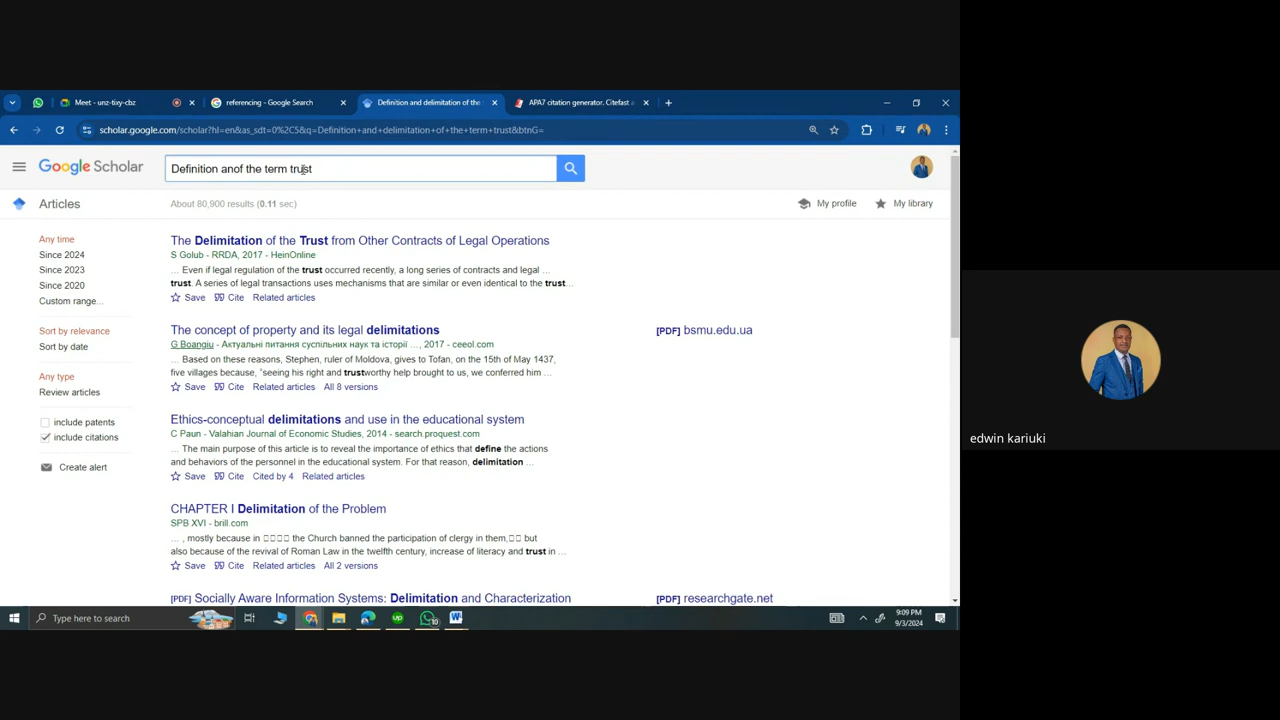 Meet - unz-tixy-cbz
referencing - Google Search
Definition and delimitation of the
APA7 citation generator. Citefast a
scholar.google.com/scholar?hl=en&as_sdt=0%2C5&q=Definition+and+delimitation+of+the+term+trust&btnG=
Google Scholar
Definition anof the term trust
Articles
About 80,900 results (0.11 sec)
My profile
My library
Any time
Since 2024
Since 2023
Since 2020
Custom range...
Sort by relevance
Sort by date
Any type
Review articles
include patents
include citations
Create alert
The Delimitation of the Trust from Other Contracts of Legal Operations
S Golub - RRDA, 2017 - HeinOnline
... Even if legal regulation of the trust occurred recently, a long series of contracts and legal ...
trust. A series of legal transactions uses mechanisms that are similar or even identical to the trust...
Save Cite Related articles
The concept of property and its legal delimitations
[PDF] bsmu.edu.ua
G Boangiu - Актуальні питання суспільних наук та історії ..., 2017 - ceeol.com
... Based on these reasons, Stephen, ruler of Moldova, gives to Tofan, on the 15th of May 1437,
five villages because, “seeing his right and trustworthy help brought to us, we conferred him ...
Save Cite Related articles All 8 versions
Ethics-conceptual delimitations and use in the educational system
C Paun - Valahian Journal of Economic Studies, 2014 - search.proquest.com
... The main purpose of this article is to reveal the importance of ethics that define the actions
and behaviors of the personnel in the educational system. For that reason, delimitation ...
Save Cite Cited by 4 Related articles
CHAPTER I Delimitation of the Problem
SPB XVI - brill.com
... , mostly because in □□□□ the Church banned the participation of clergy in them,□□ but
also because of the revival of Roman Law in the twelfth century, increase of literacy and trust in ...
Save Cite Related articles All 2 versions
[PDF] Socially Aware Information Systems: Delimitation and Characterization
[PDF] researchgate.net
Type here to search
up
10
W
9:09 PM
9/3/2024
edwin kariuki